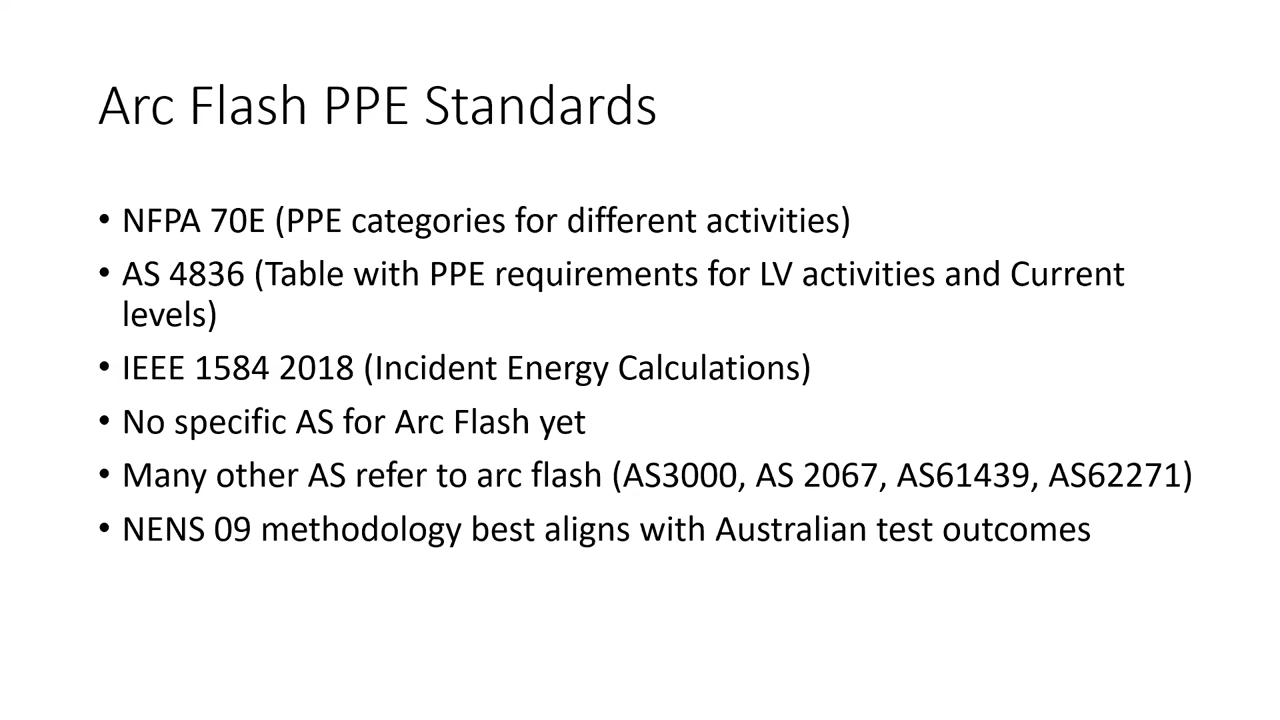 Arc Flash PPE Standards
• NFPA 70E (PPE categories for different activities)
• AS 4836 (Table with PPE requirements for LV activities and Current
levels)
• IEEE 1584 2018 (Incident Energy Calculations)
• No specific AS for Arc Flash yet
• Many other AS refer to arc flash (AS3000, AS 2067, AS61439, AS62271)
• NENS 09 methodology best aligns with Australian test outcomes